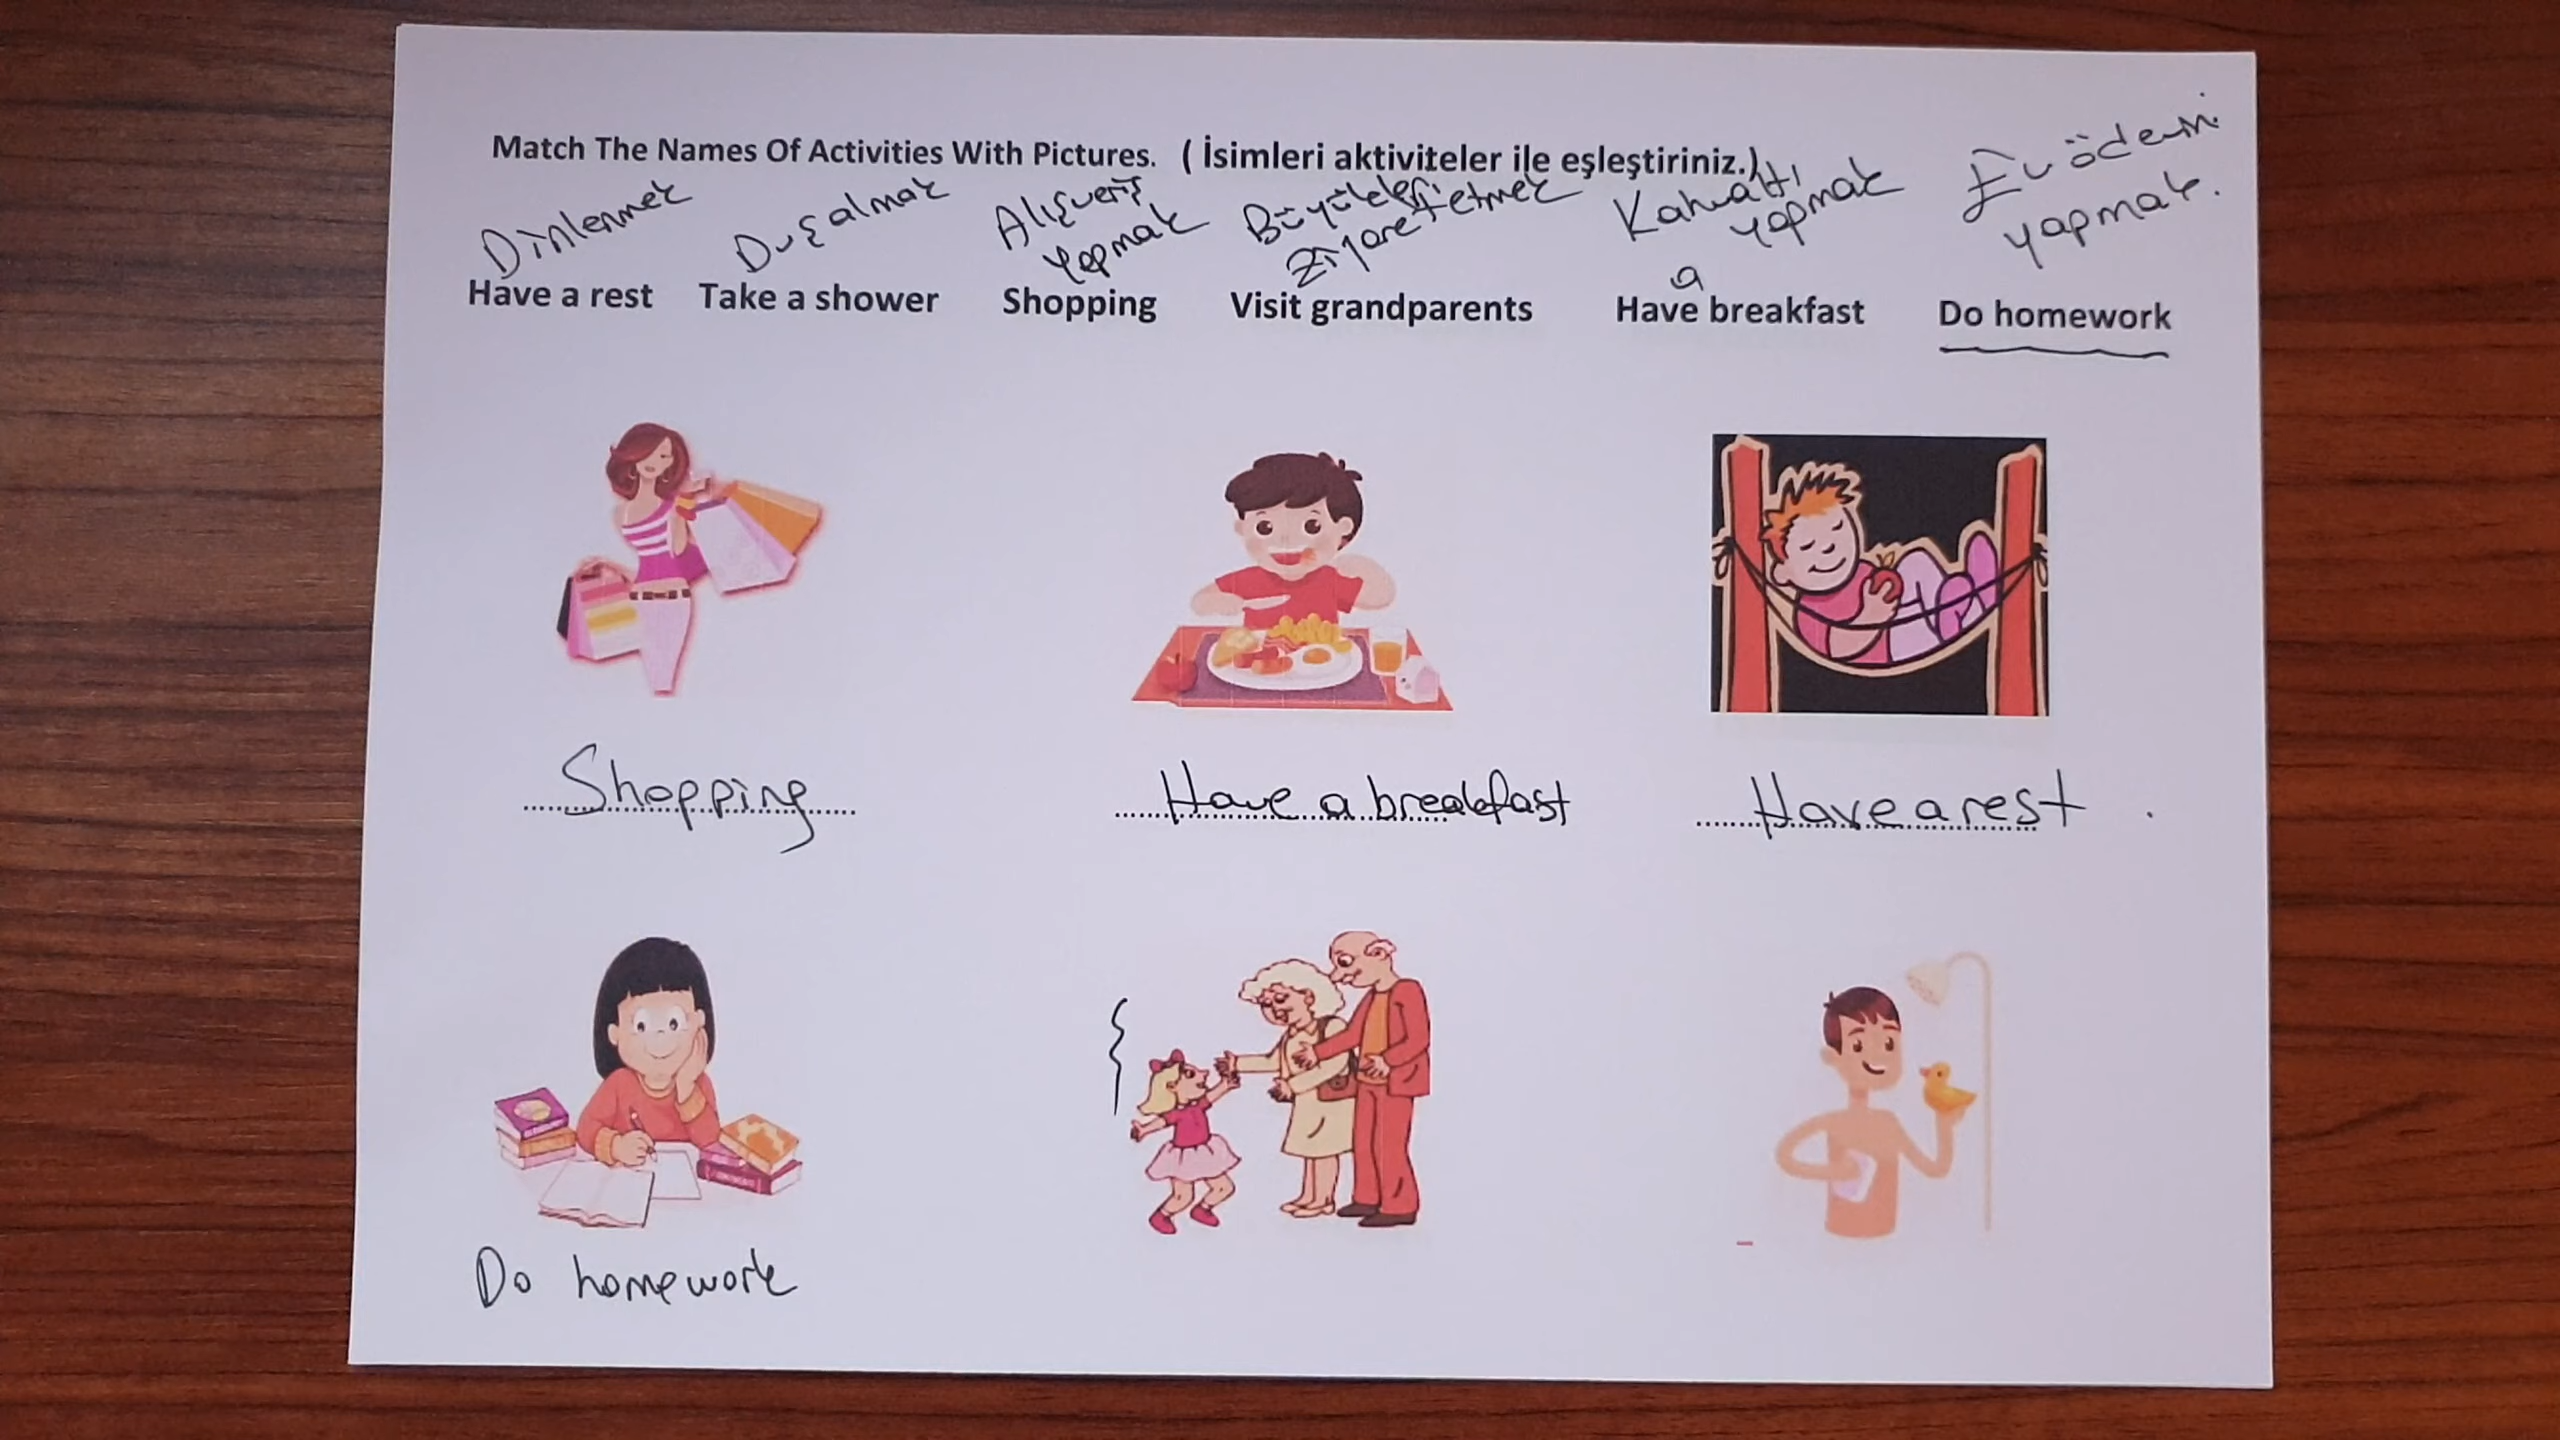 Match The Names Of Activities With Pictures. ( İsimleri aktiviteler ile eşleştiriniz.)
Dinlenmek Duş almak Alışveriş yapmak Büyükleri ziyaret etmek Kahvaltı yapmak Ev ödevini yapmak.
a
Have a rest Take a shower Shopping Visit grandparents Have breakfast Do homework
Shopping Have a breakfast Have a rest
Do homework